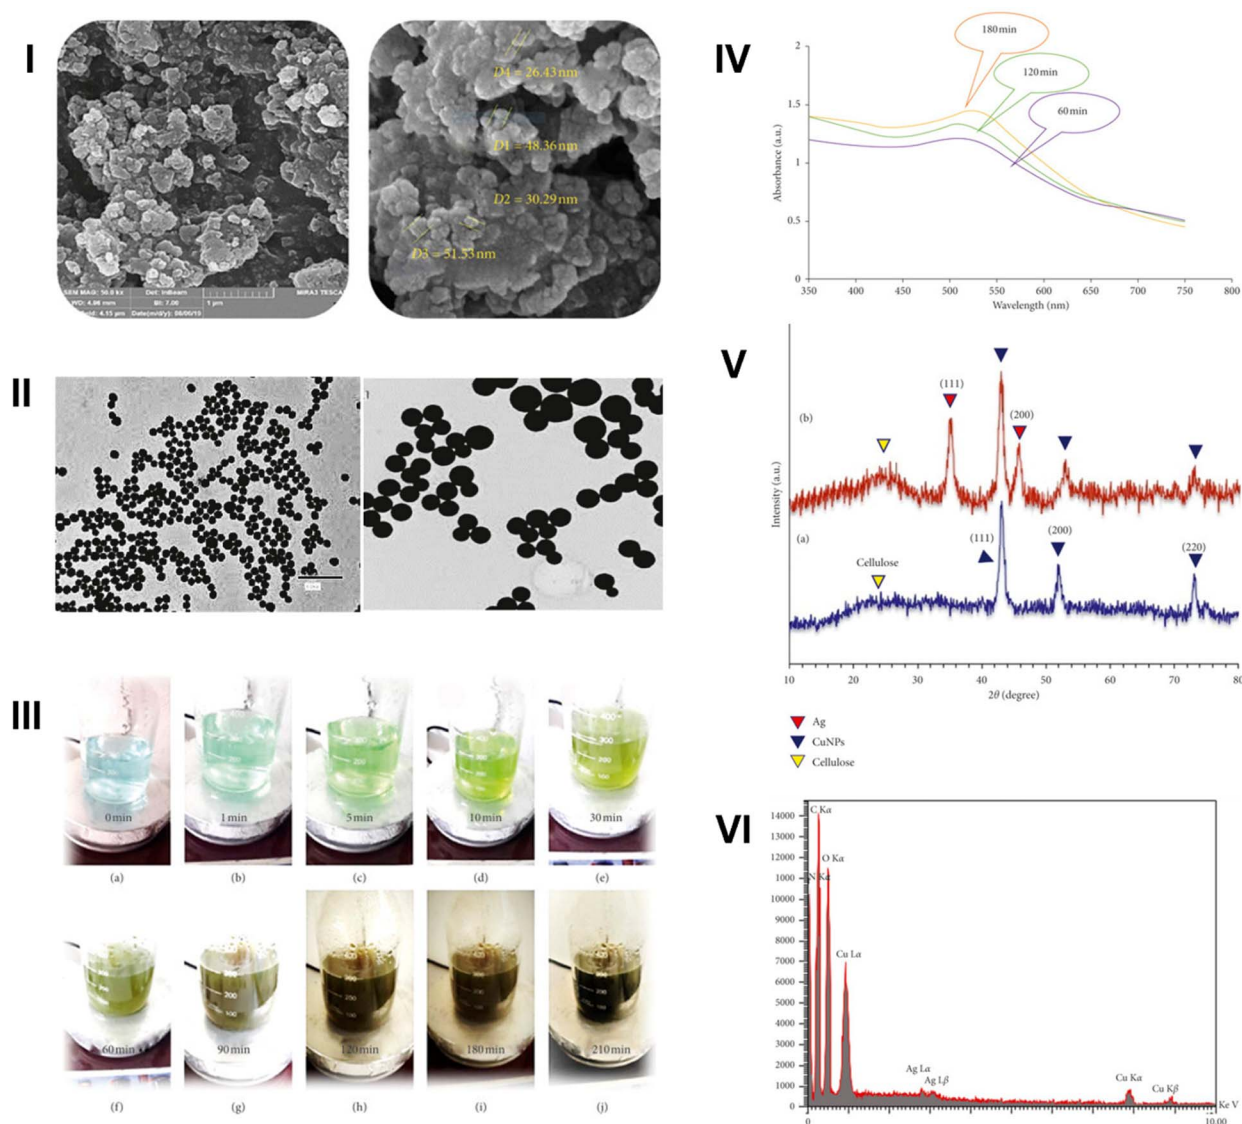 I
D4 = 26.43 nm
D1 = 48.36 nm
D2 = 30.29 nm
D3 = 51.53 nm
SEM MAG: 50.0 kx
Det: InBeam
MIRA3 TESCA
WD: 4.96 mm
BI: 7.00
1 μm
field: 4.15 μm
Date(m/d/y):
II
III
0 min
1 min
5 min
10 min
30 min
(a)
(b)
(c)
(d)
(e)
60 min
90 min
120 min
180 min
210 min
(f)
(g)
(h)
(i)
(j)
IV
180 min
120 min
60 min
2
1.5
1
0.5
0
Absorbance (a.u.)
350
400
450
500
550
600
650
700
750
800
Wavelength (nm)
V
(111)
(200)
(b)
Intensity (a.u.)
(a)
(111)
(200)
(220)
Cellulose
10
20
30
40
50
60
70
80
2θ (degree)
Ag
CuNPs
Cellulose
VI
C Kα
O Kα
N Kα
Cu Lα
Ag Lα
Ag Lβ
Cu Kα
Cu Kβ
14000
13000
12000
11000
10000
9000
8000
7000
6000
5000
4000
3000
2000
1000
0
0
10.00
Ke V